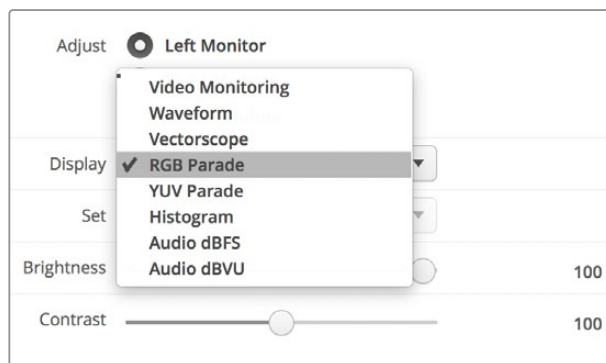 Adjust Left Monitor
Video Monitoring
Waveform
Vectorscope
Display ✓ RGB Parade
YUV Parade
Set Histogram
Audio dBFS
Brightness Audio dBVU 100
Contrast 100